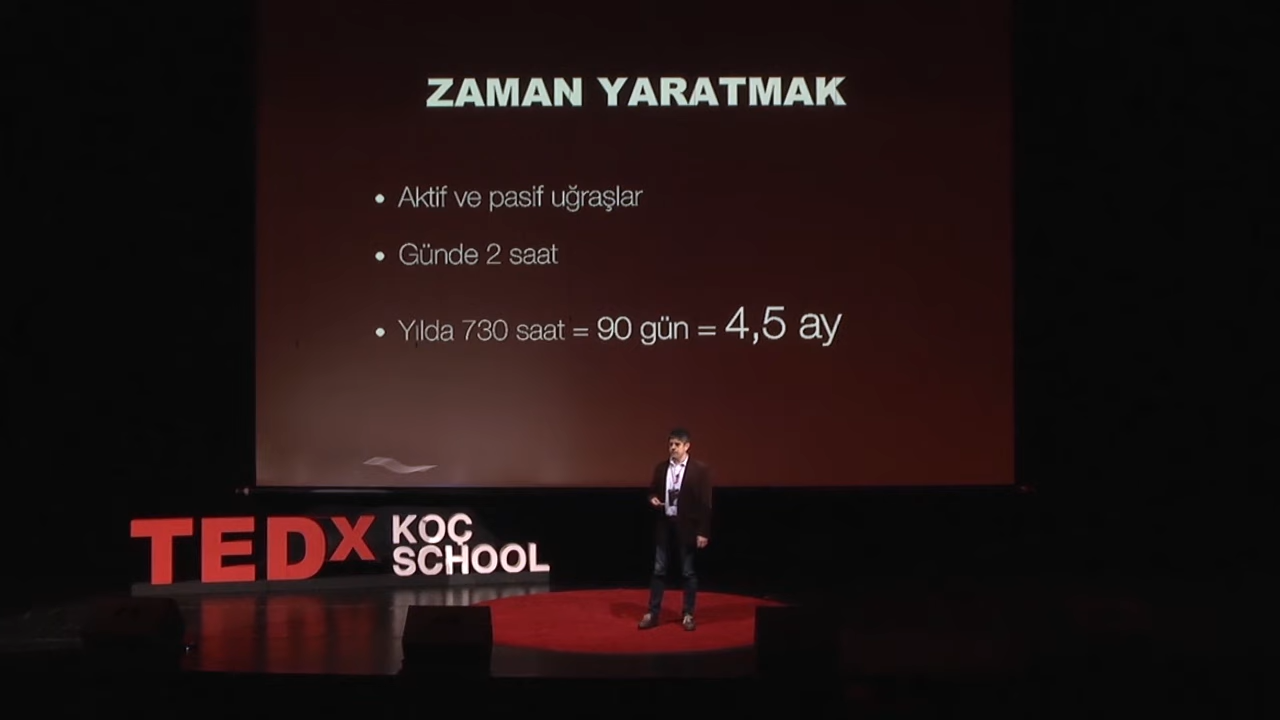 ZAMAN YARATMAK
• Aktif ve pasif uğraşlar
• Günde 2 saat
• Yılda 730 saat = 90 gün = 4,5 ay
TEDx KOÇ
SCHOOL